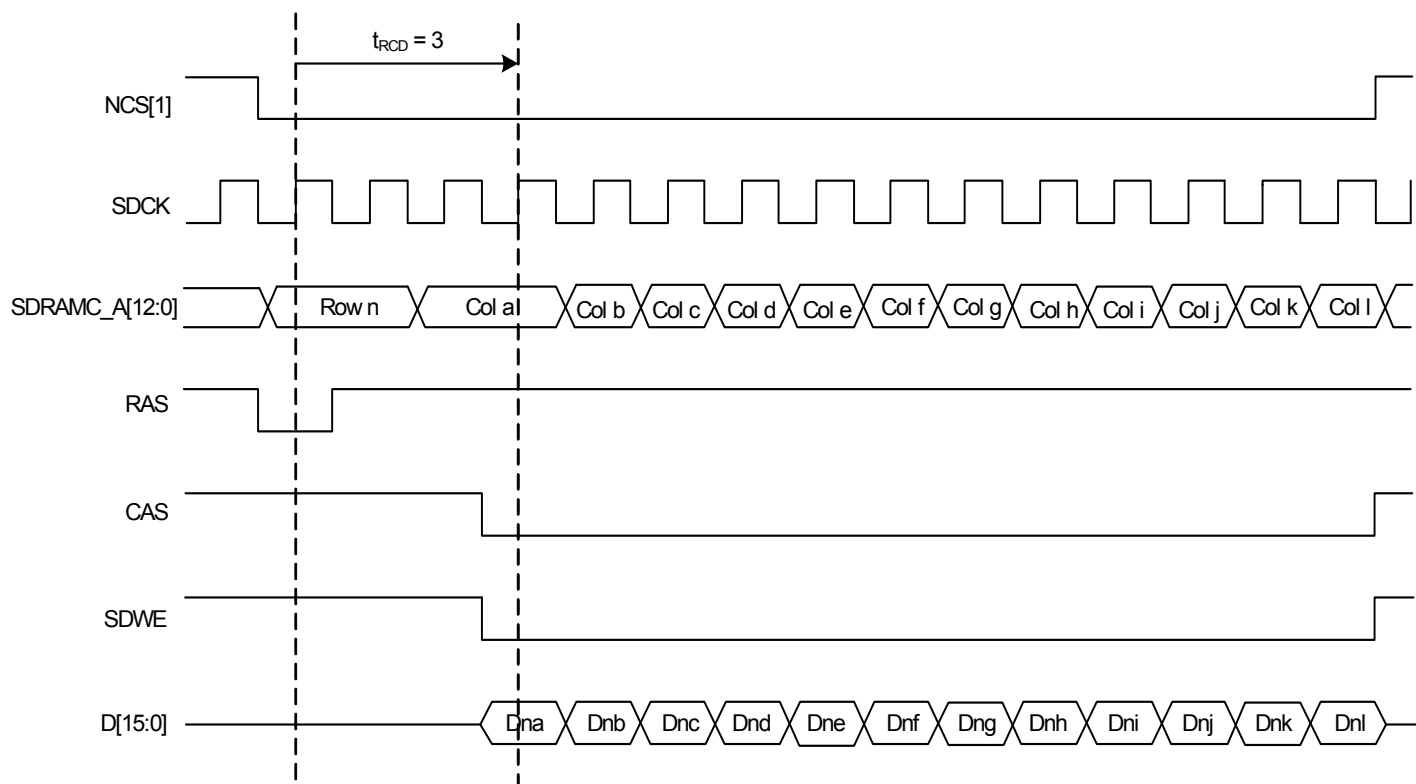 tRCD = 3
NCS[1]
SDCK
SDRAMC_A[12:0] Row n Col a Col b Col c Col d Col e Col f Col g Col h Col i Col j Col k Col l
RAS
CAS
SDWE
D[15:0] Dna Dnb Dnc Dnd Dne Dnf Dng Dnh Dni Dnj Dnk Dnl